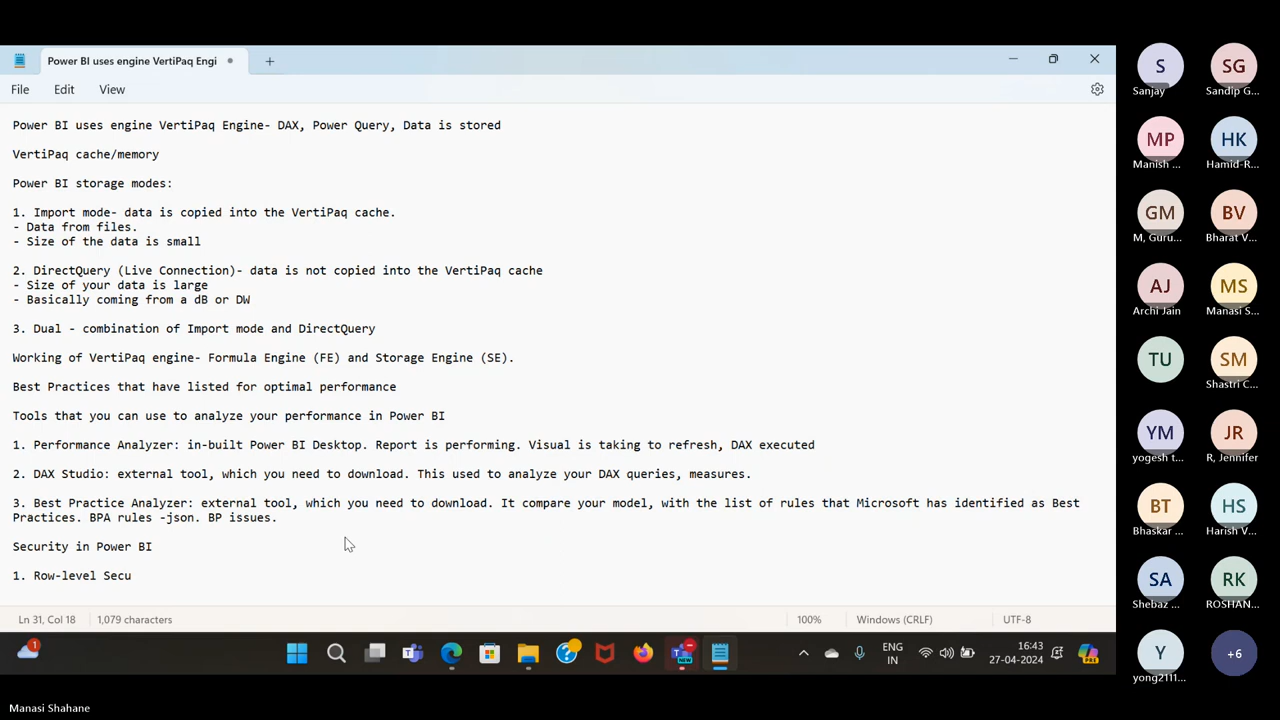 Power BI uses engine VertiPaq Engi
File
Edit
View
Power BI uses engine VertiPaq Engine- DAX, Power Query, Data is stored
VertiPaq cache/memory
Power BI storage modes:
1. Import mode- data is copied into the VertiPaq cache.
- Data from files.
- Size of the data is small
2. DirectQuery (Live Connection)- data is not copied into the VertiPaq cache
- Size of your data is large
- Basically coming from a dB or DW
3. Dual - combination of Import mode and DirectQuery
Working of VertiPaq engine- Formula Engine (FE) and Storage Engine (SE).
Best Practices that have listed for optimal performance
Tools that you can use to analyze your performance in Power BI
1. Performance Analyzer: in-built Power BI Desktop. Report is performing. Visual is taking to refresh, DAX executed
2. DAX Studio: external tool, which you need to download. This used to analyze your DAX queries, measures.
3. Best Practice Analyzer: external tool, which you need to download. It compare your model, with the list of rules that Microsoft has identified as Best
Practices. BPA rules -json. BP issues.
Security in Power BI
1. Row-level Secu
Ln 31, Col 18
1,079 characters
100%
Windows (CRLF)
UTF-8
1
NEW
ENG
IN
16:43
27-04-2024
PRE
S
Sanjay
SG
Sandip G...
MP
Manish ...
HK
Hamid-R...
GM
M, Guru...
BV
Bharat V...
AJ
Archi Jain
MS
Manasi S...
TU
SM
Shastri C...
YM
yogesh t...
JR
R, Jennifer
BT
Bhaskar ...
HS
Harish V...
SA
Shebaz ...
RK
ROSHAN...
Y
yong2111...
+6
Manasi Shahane